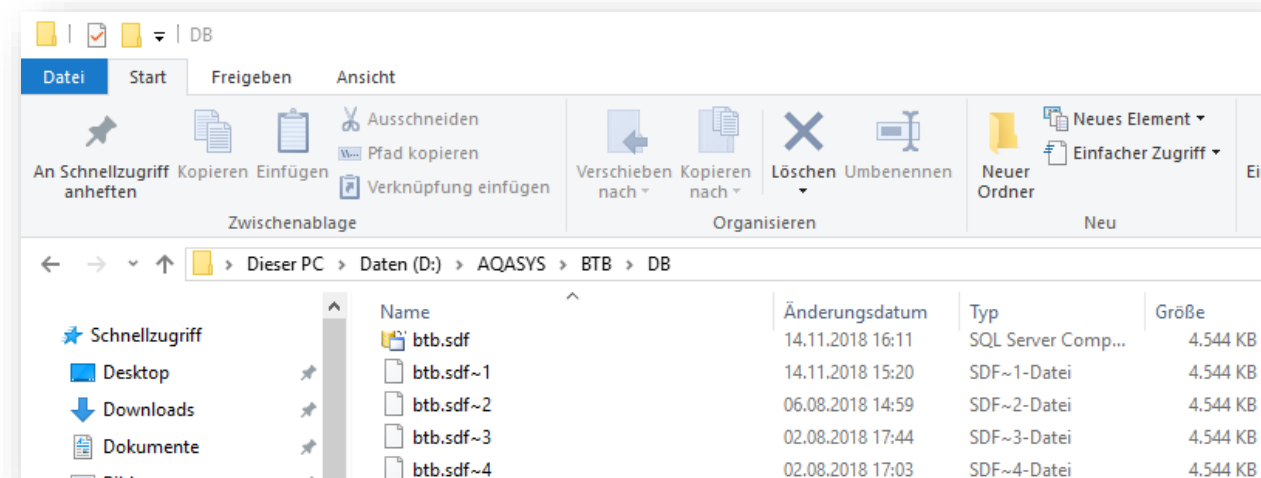 DB
Datei Start Freigeben Ansicht
An Schnellzugriff anheften
Kopieren
Einfügen
Ausschneiden
Pfad kopieren
Verknüpfung einfügen
Zwischenablage
Verschieben nach
Kopieren nach
Löschen
Umbenennen
Organisieren
Neuer Ordner
Neues Element
Einfacher Zugriff
Neu
Dieser PC > Daten (D:) > AQASYS > BTB > DB
Schnellzugriff
Desktop
Downloads
Dokumente
Name Änderungsdatum Typ Größe
btb.sdf 14.11.2018 16:11 SQL Server Comp... 4.544 KB
btb.sdf~1 14.11.2018 15:20 SDF~1-Datei 4.544 KB
btb.sdf~2 06.08.2018 14:59 SDF~2-Datei 4.544 KB
btb.sdf~3 02.08.2018 17:44 SDF~3-Datei 4.544 KB
btb.sdf~4 02.08.2018 17:03 SDF~4-Datei 4.544 KB